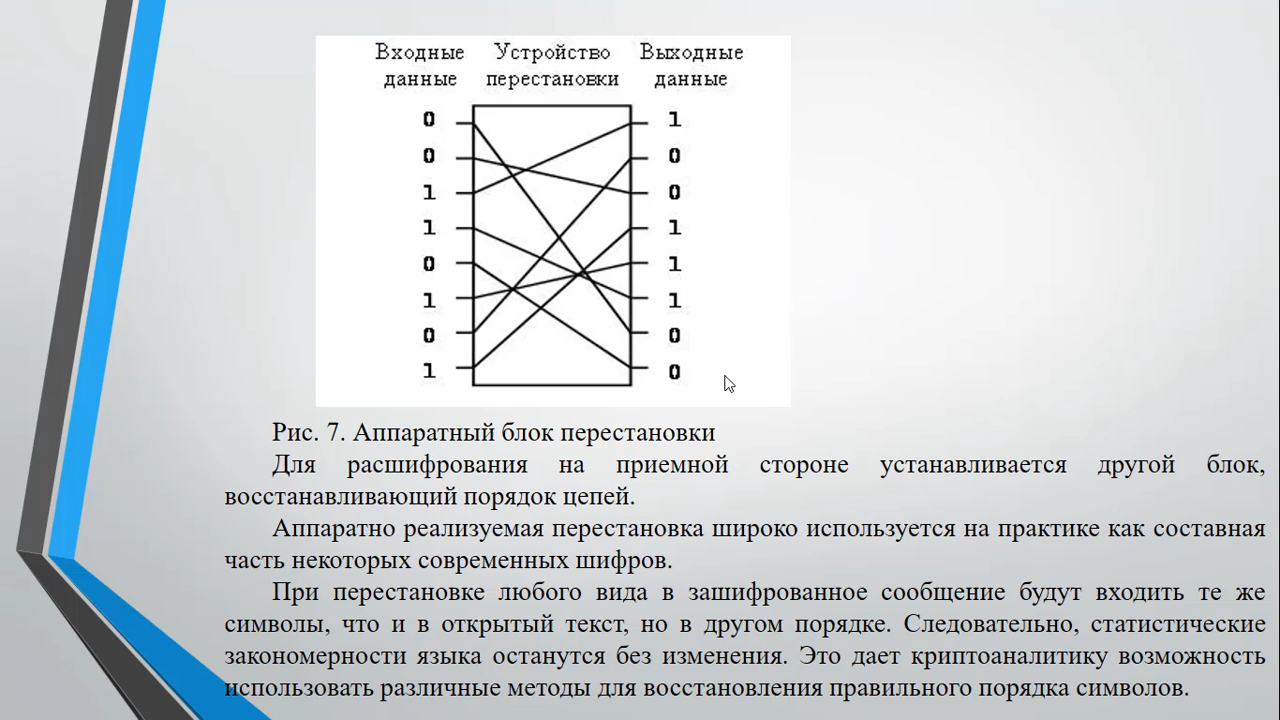 Входные Устройство Выходные
данные перестановки данные
0 1
0 0
1 0
1 1
0 1
1 1
0 0
1 0
Рис. 7. Аппаратный блок перестановки
Для расшифрования на приемной стороне устанавливается другой блок,
восстанавливающий порядок цепей.
Аппаратно реализуемая перестановка широко используется на практике как составная
часть некоторых современных шифров.
При перестановке любого вида в зашифрованное сообщение будут входить те же
символы, что и в открытый текст, но в другом порядке. Следовательно, статистические
закономерности языка останутся без изменения. Это дает криптоаналитику возможность
использовать различные методы для восстановления правильного порядка символов.